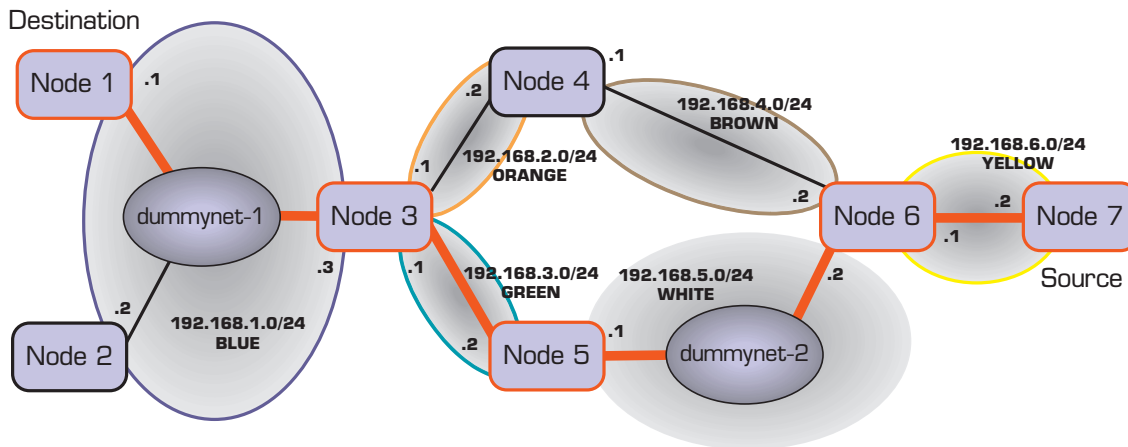 Destination
Node 1
.1
dummynet-1
.2
Node 2
192.168.1.0/24
BLUE
Node 3
.3
.1
.2
192.168.2.0/24
ORANGE
Node 4
.1
192.168.4.0/24
BROWN
.2
.1
192.168.3.0/24
GREEN
.2
Node 5
.1
192.168.5.0/24
WHITE
dummynet-2
.2
Node 6
.1
192.168.6.0/24
YELLOW
.2
Node 7
Source